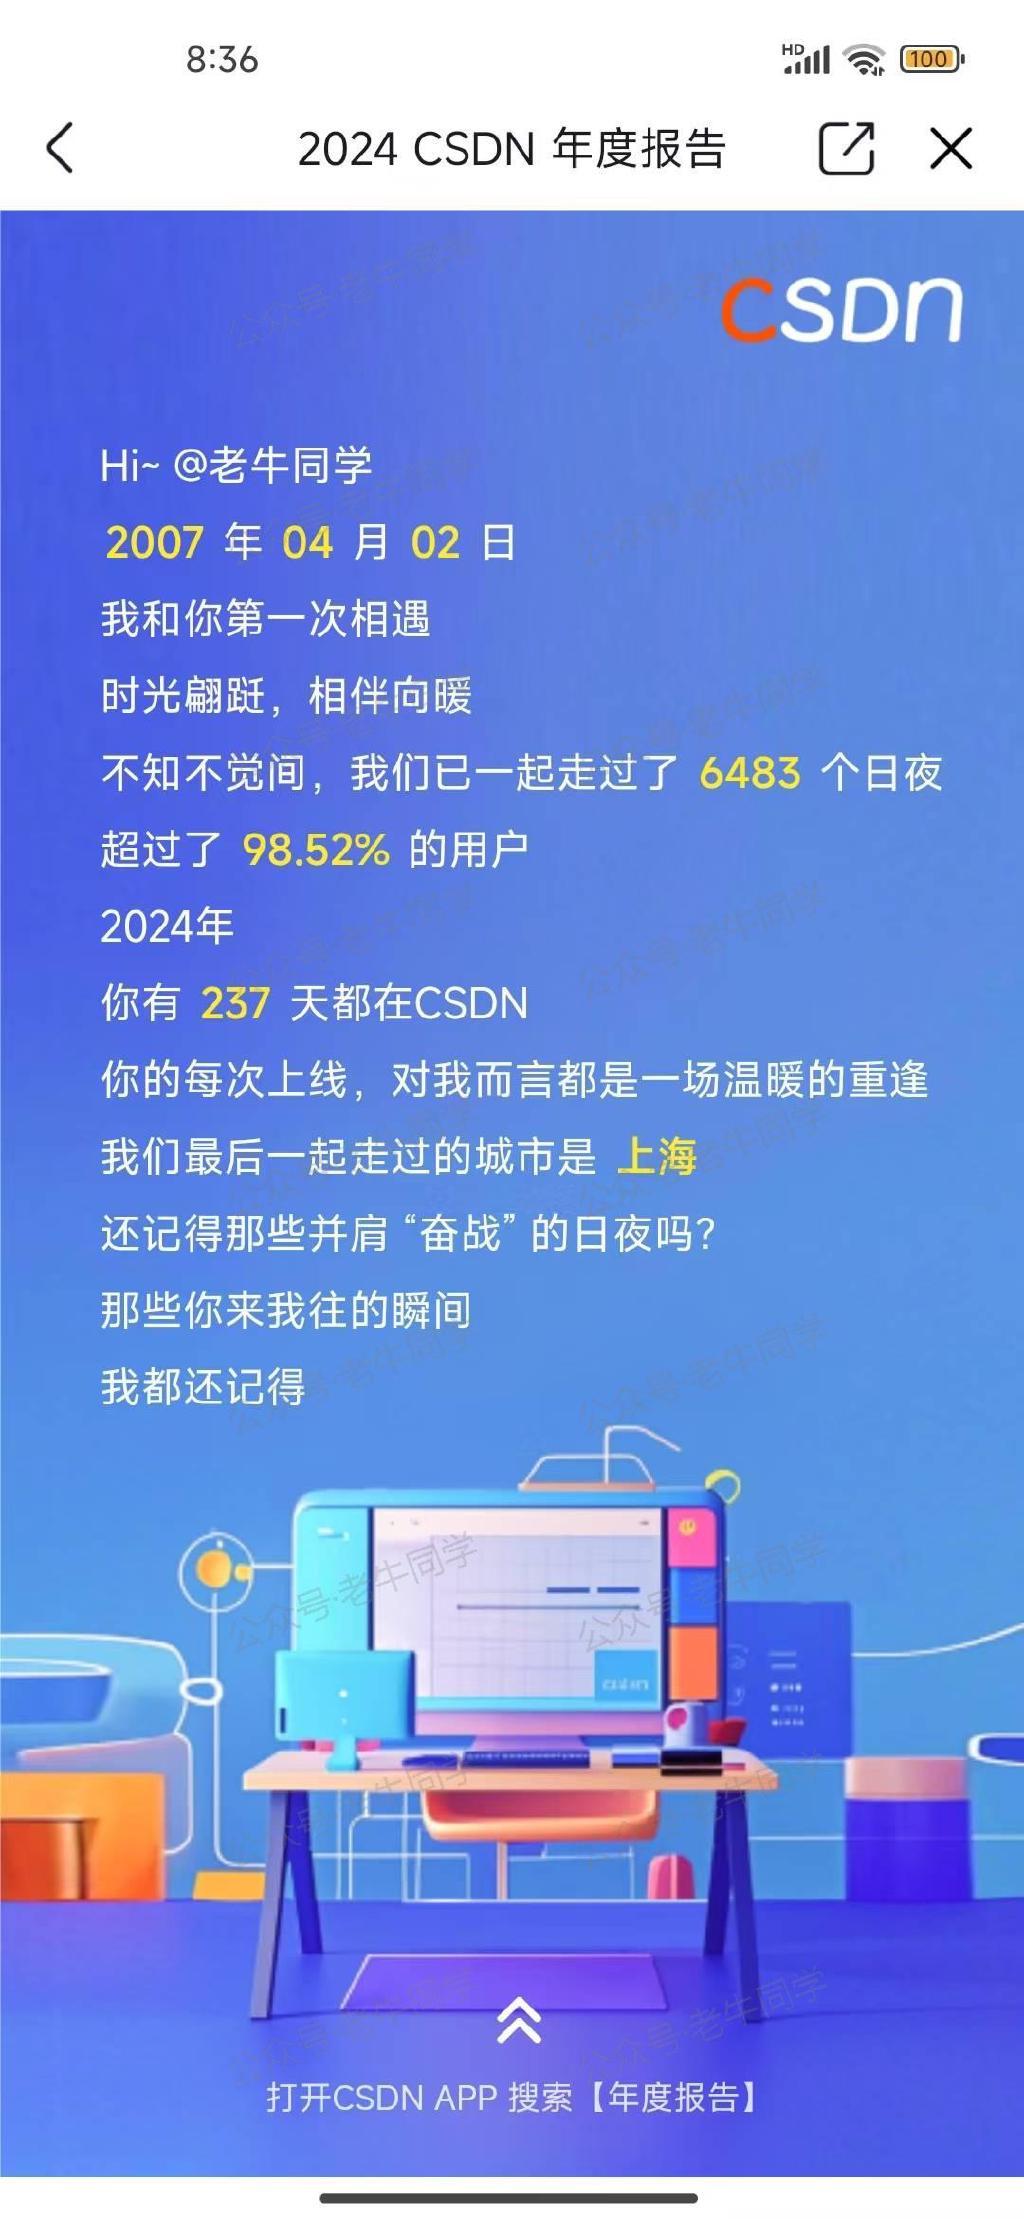 8:36
HD
100
2024 CSDN 年度报告
CSDN
Hi~ @老牛同学
2007 年 04 月 02 日
我和你第一次相遇
时光翩跹，相伴向暖
不知不觉间，我们已一起走过了 6483 个日夜
超过了 98.52% 的用户
2024年
你有 237 天都在CSDN
你的每次上线，对我而言都是一场温暖的重逢
我们最后一起走过的城市是 上海
还记得那些并肩 “奋战” 的日夜吗？
那些你来我往的瞬间
我都还记得
打开CSDN APP 搜索【年度报告】
公众号·老牛同学